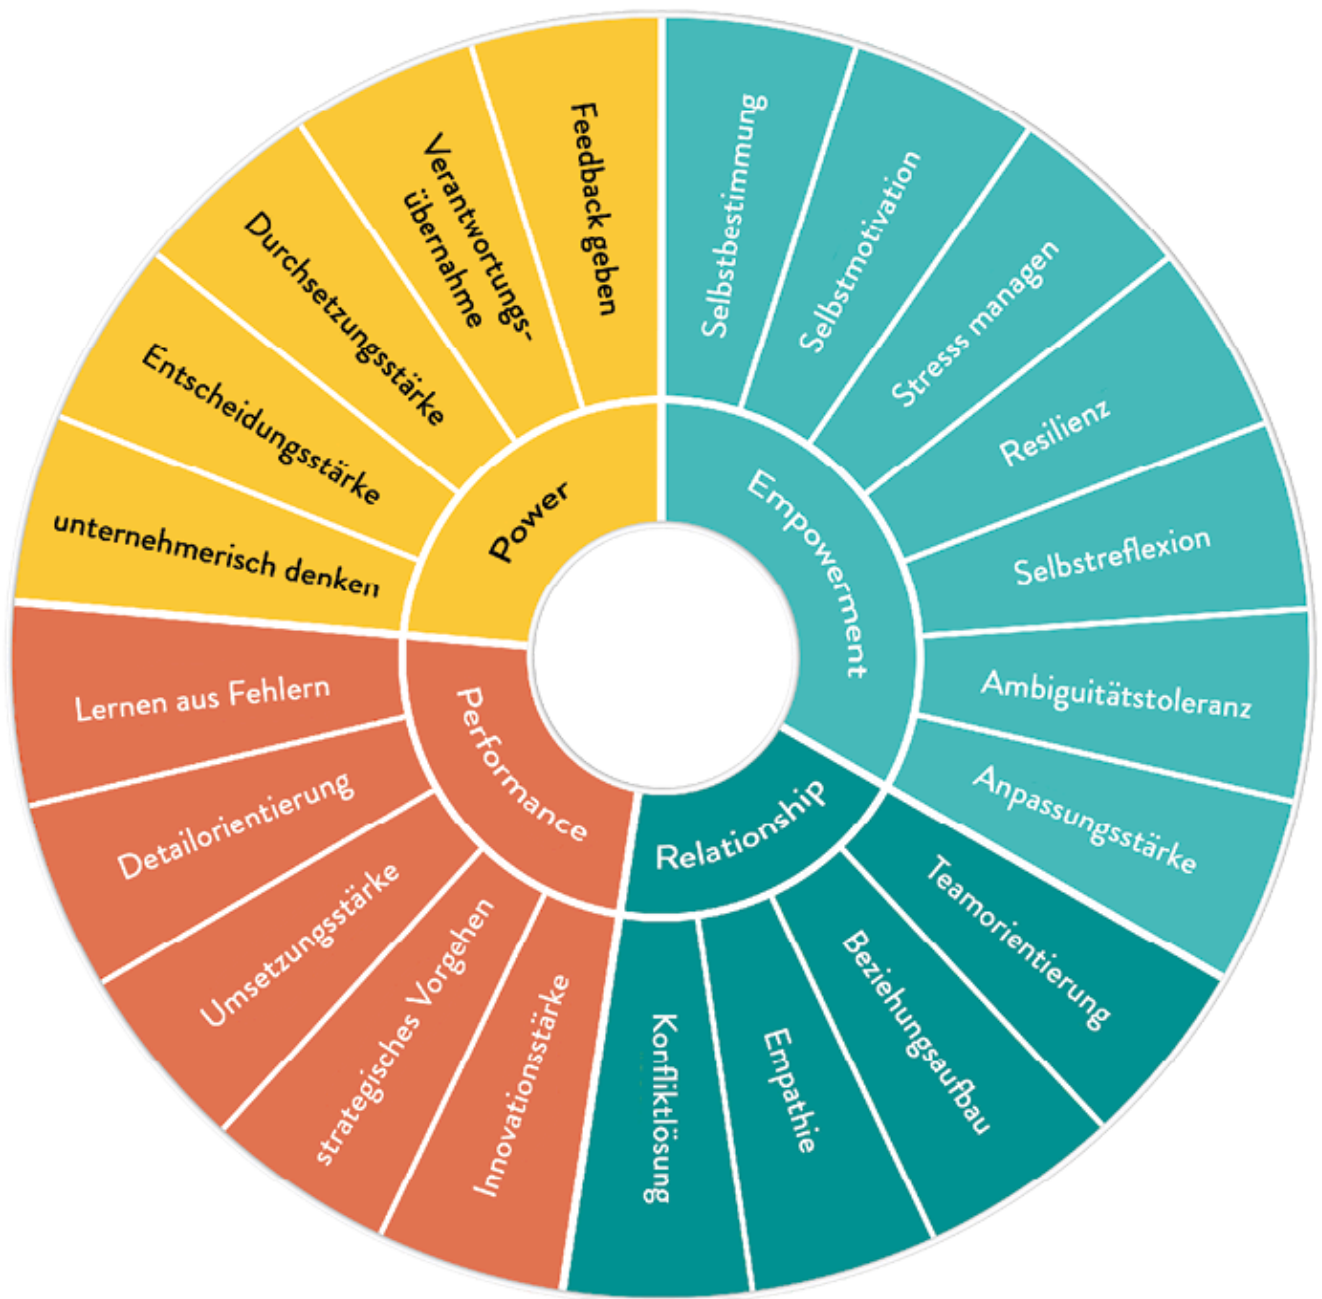 Empowerment
Selbstbestimmung
Selbstmotivation
Stresss managen
Resilienz
Selbstreflexion
Ambiguitätstoleranz
Anpassungsstärke
Relationship
Teamorientierung
Beziehungsaufbau
Empathie
Konfliktlösung
Performance
Innovationsstärke
strategisches Vorgehen
Umsetzungsstärke
Detailorientierung
Lernen aus Fehlern
Power
unternehmerisch denken
Entscheidungsstärke
Durchsetzungsstärke
Verantwortungs-
übernahme
Feedback geben